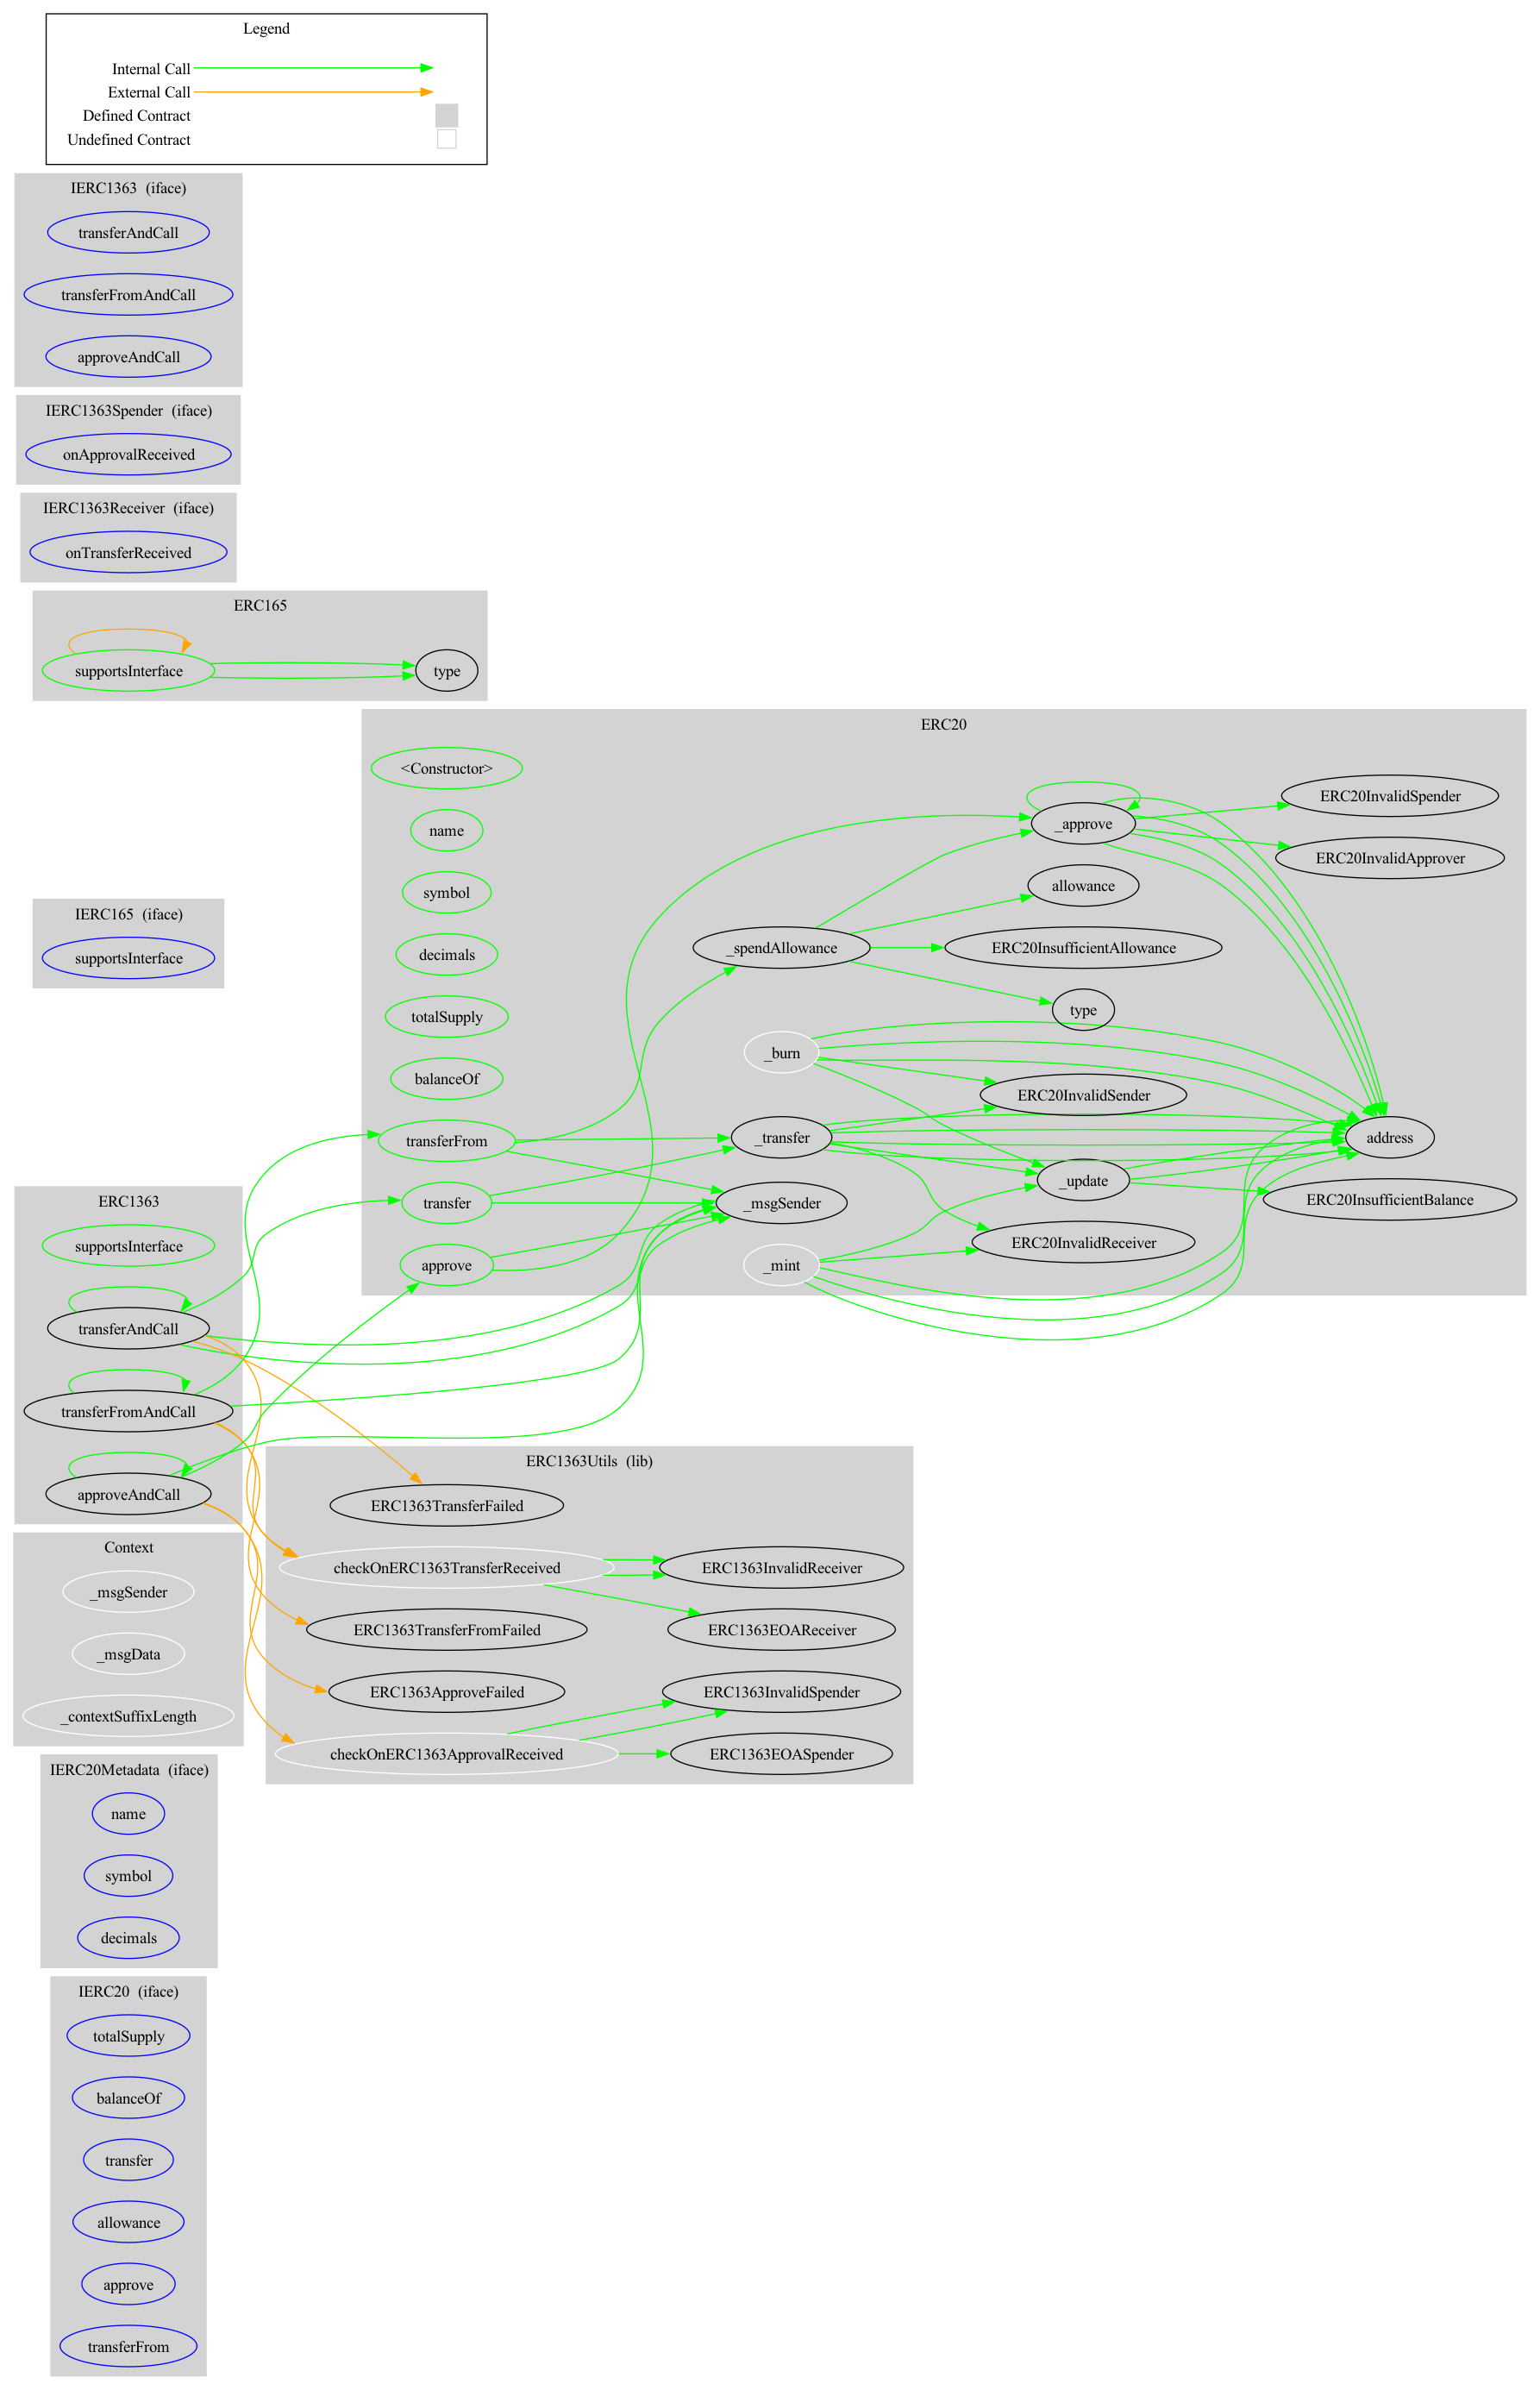 Legend
Internal Call
External Call
Defined Contract
Undefined Contract
IERC1363 (iface)
transferAndCall
transferFromAndCall
approveAndCall
IERC1363Spender (iface)
onApprovalReceived
IERC1363Receiver (iface)
onTransferReceived
ERC165
supportsInterface
type
ERC20
<Constructor>
name
symbol
decimals
totalSupply
balanceOf
transferFrom
transfer
approve
_spendAllowance
_burn
_transfer
_msgSender
_mint
_approve
allowance
ERC20InsufficientAllowance
type
ERC20InvalidSender
_update
ERC20InvalidReceiver
ERC20InvalidSpender
ERC20InvalidApprover
address
ERC20InsufficientBalance
IERC165 (iface)
supportsInterface
ERC1363
supportsInterface
transferAndCall
transferFromAndCall
approveAndCall
ERC1363Utils (lib)
ERC1363TransferFailed
checkOnERC1363TransferReceived
ERC1363TransferFromFailed
ERC1363ApproveFailed
checkOnERC1363ApprovalReceived
ERC1363InvalidReceiver
ERC1363EOAReceiver
ERC1363InvalidSpender
ERC1363EOASpender
Context
_msgSender
_msgData
_contextSuffixLength
IERC20Metadata (iface)
name
symbol
decimals
IERC20 (iface)
totalSupply
balanceOf
transfer
allowance
approve
transferFrom